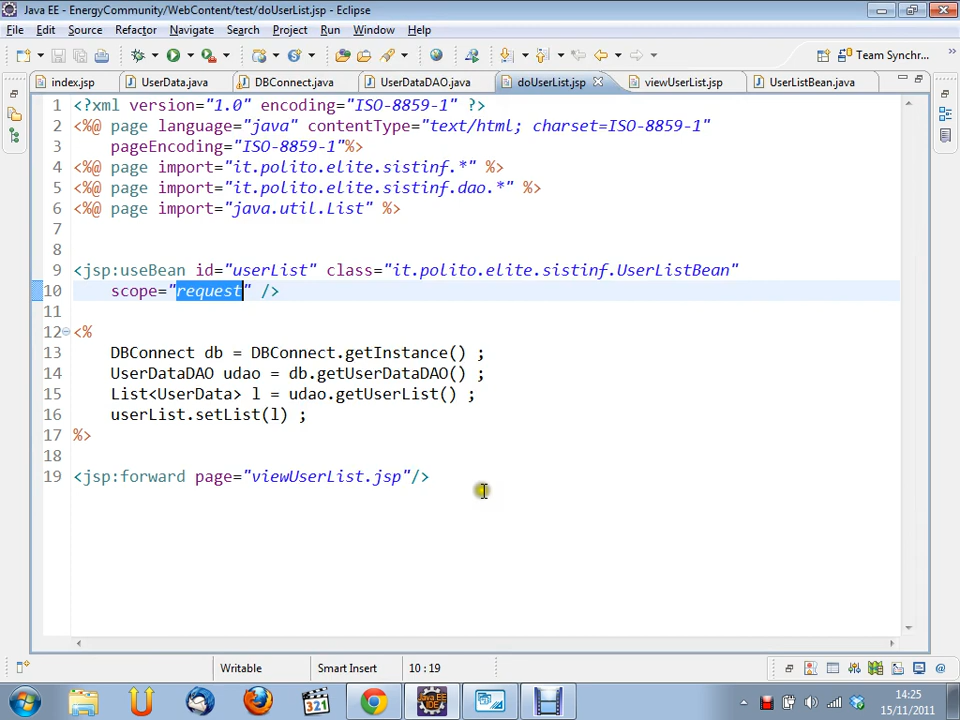 Java EE - EnergyCommunity/WebContent/test/doUserList.jsp - Eclipse
File Edit Source Refactor Navigate Search Project Run Window Help
Team Synchr...
index.jsp UserData.java DBConnect.java UserDataDAO.java doUserList.jsp viewUserList.jsp UserListBean.java
1 <?xml version="1.0" encoding="ISO-8859-1" ?>
2 <%@ page language="java" contentType="text/html; charset=ISO-8859-1"
3 pageEncoding="ISO-8859-1"%>
4 <%@ page import="it.polito.elite.sistinf.*" %>
5 <%@ page import="it.polito.elite.sistinf.dao.*" %>
6 <%@ page import="java.util.List" %>
7
8
9 <jsp:useBean id="userList" class="it.polito.elite.sistinf.UserListBean"
10 scope="request" />
11
12 <%
13 DBConnect db = DBConnect.getInstance() ;
14 UserDataDAO udao = db.getUserDataDAO() ;
15 List<UserData> l = udao.getUserList() ;
16 userList.setList(l) ;
17 %>
18
19 <jsp:forward page="viewUserList.jsp"/>
Writable Smart Insert 10 : 19
321
Java EE
IDE
14:25
15/11/2011